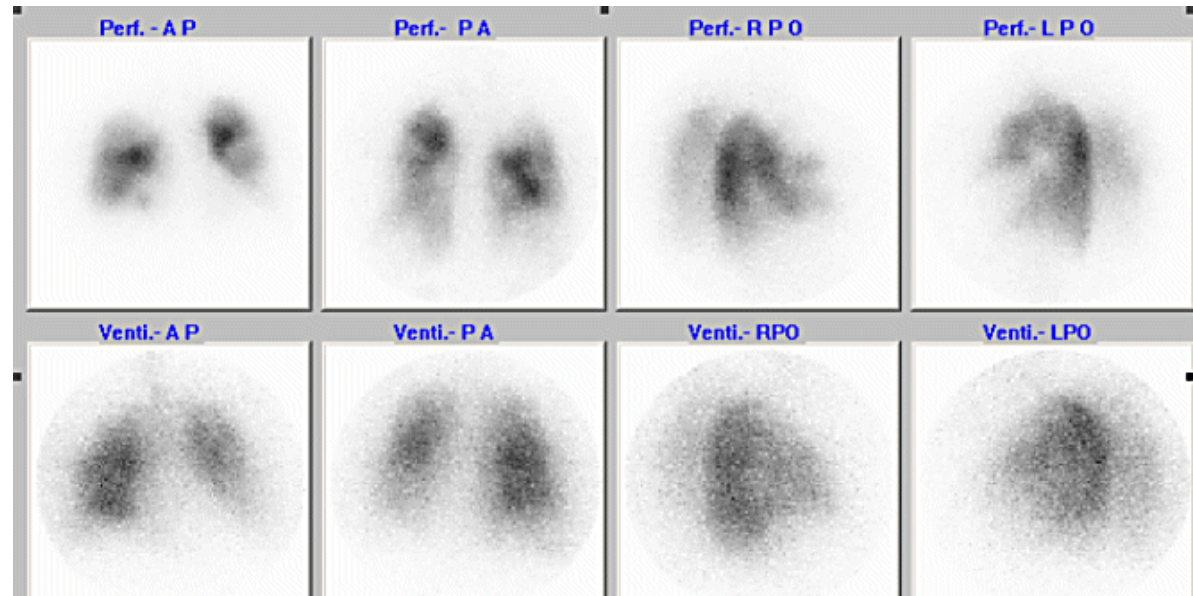 Perf. - A P
Perf.- P A
Perf.- R P O
Perf.- L P O
Venti.- A P
Venti.- P A
Venti.- RPO
Venti.- LPO